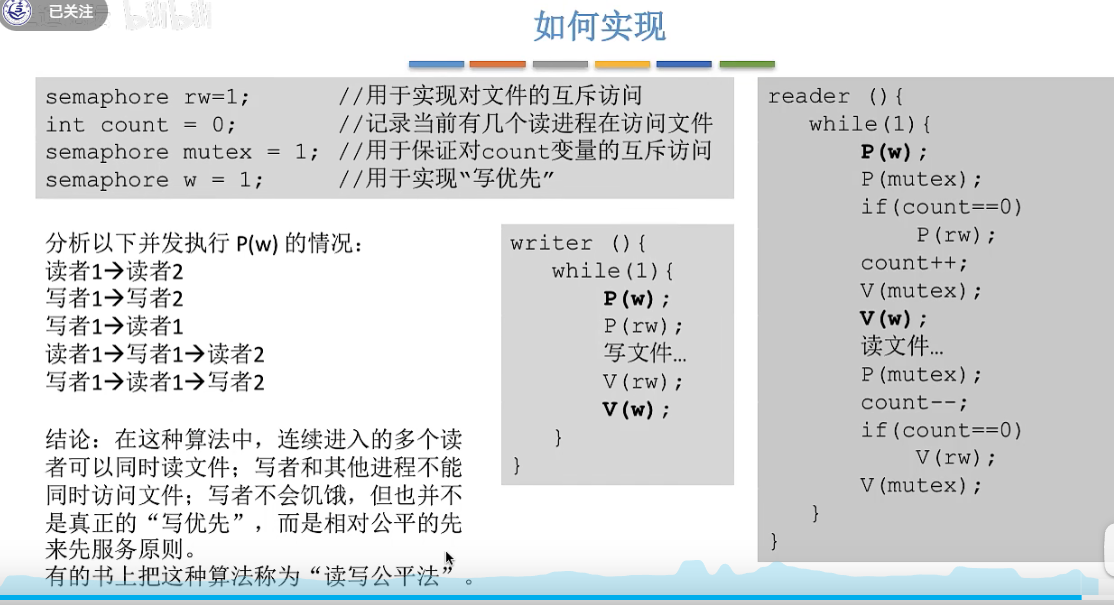 已关注
bilibili
如何实现
semaphore rw=1; //用于实现对文件的互斥访问
int count = 0; //记录当前有几个读进程在访问文件
semaphore mutex = 1; //用于保证对count变量的互斥访问
semaphore w = 1; //用于实现“写优先”
分析以下并发执行 P(w) 的情况：
读者1→读者2
写者1→写者2
写者1→读者1
读者1→写者1→读者2
写者1→读者1→写者2
结论：在这种算法中，连续进入的多个读
者可以同时读文件；写者和其他进程不能
同时访问文件；写者不会饥饿，但也并不
是真正的“写优先”，而是相对公平的先
来先服务原则。
有的书上把这种算法称为“读写公平法”。
writer (){
while(1){
P(w);
P(rw);
写文件…
V(rw);
V(w);
}
}
reader (){
while(1){
P(w);
P(mutex);
if(count==0)
P(rw);
count++;
V(mutex);
V(w);
读文件…
P(mutex);
count--;
if(count==0)
V(rw);
V(mutex);
}
}